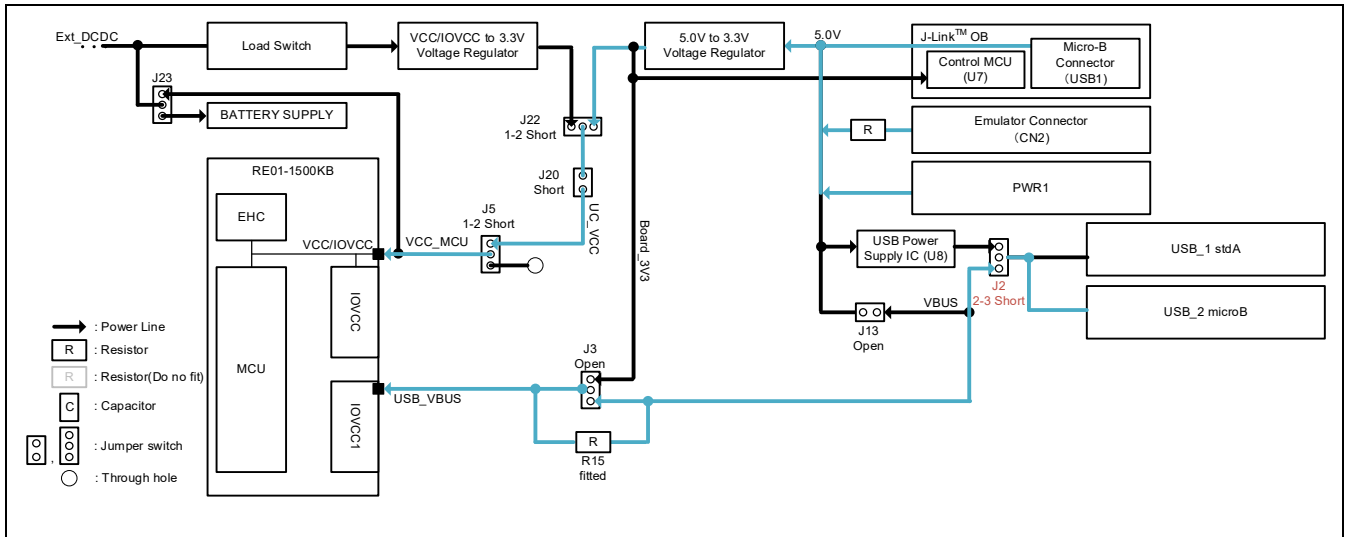 Ext_DCDC
Load Switch
VCC/IOVCC to 3.3V
Voltage Regulator
5.0V to 3.3V
Voltage Regulator
5.0V
J-Link™ OB
Control MCU
(U7)
Micro-B
Connector
(USB1)
J23
BATTERY SUPPLY
J22
1-2 Short
R
Emulator Connector
(CN2)
RE01-1500KB
J20
Short
PWR1
EHC
UC_VCC
J5
1-2 Short
VCC/IOVCC
VCC_MCU
Board_3V3
USB Power
Supply IC (U8)
USB_1 stdA
J2
2-3 Short
IOVCC
VBUS
USB_2 microB
J13
Open
: Power Line
R
: Resistor
R
: Resistor(Do no fit)
C
: Capacitor
,
: Jumper switch
: Through hole
MCU
J3
Open
IOVCC1
USB_VBUS
R
R15
fitted